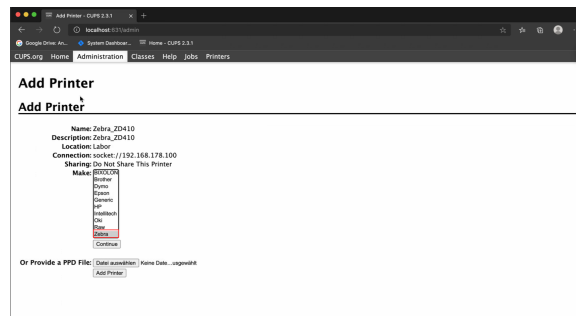 Add Printer - CUPS 2.3.1
localhost:631/admin
Google Drive: An... System Dashboar... Home - CUPS 2.3.1
CUPS.org Home Administration Classes Help Jobs Printers
Add Printer
Add Printer
Name: Zebra_ZD410
Description: Zebra_ZD410
Location: Labor
Connection: socket://192.168.178.100
Sharing: Do Not Share This Printer
Make: BIXOLON
Brother
Dymo
Epson
Generic
HP
Intellitech
Oki
Raw
Zebra
Continue
Or Provide a PPD File: Datei auswählen Keine Date...usgewählt
Add Printer